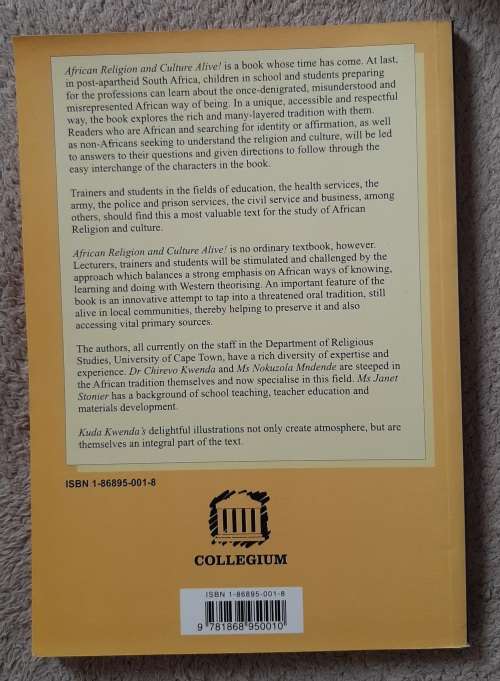 African Religion and Culture Alive! is a book whose time has come. At last,
in post-apartheid South Africa, children in school and students preparing
for the professions can learn about the once-denigrated, misunderstood and
misrepresented African way of being. In a unique, accessible and respectful
way, the book explores the rich and many-layered tradition with them.
Readers who are African and searching for identity or affirmation, as well
as non-Africans seeking to understand the religion and culture, will be led
to answers to their questions and given directions to follow through the
easy interchange of the characters in the book.
Trainers and students in the fields of education, the health services, the
army, the police and prison services, the civil service and business, among
others, should find this a most valuable text for the study of African
Religion and culture.
African Religion and Culture Alive! is no ordinary textbook, however.
Lecturers, trainers and students will be stimulated and challenged by the
approach which balances a strong emphasis on African ways of knowing,
learning and doing with Western theorising. An important feature of the
book is an innovative attempt to tap into a threatened oral tradition, still
alive in local communities, thereby helping to preserve it and also
accessing vital primary sources.
The authors, all currently on the staff in the Department of Religious
Studies, University of Cape Town, have a rich diversity of expertise and
experience. Dr Chirevo Kwenda and Ms Nokuzola Mndende are steeped in
the African tradition themselves and now specialise in this field. Ms Janet
Stonier has a background of school teaching, teacher education and
materials development.
Kuda Kwenda's delightful illustrations not only create atmosphere, but are
themselves an integral part of the text.
ISBN 1-86895-001-8
COLLEGIUM
ISBN 1-86895-001-8
9 781868 950010